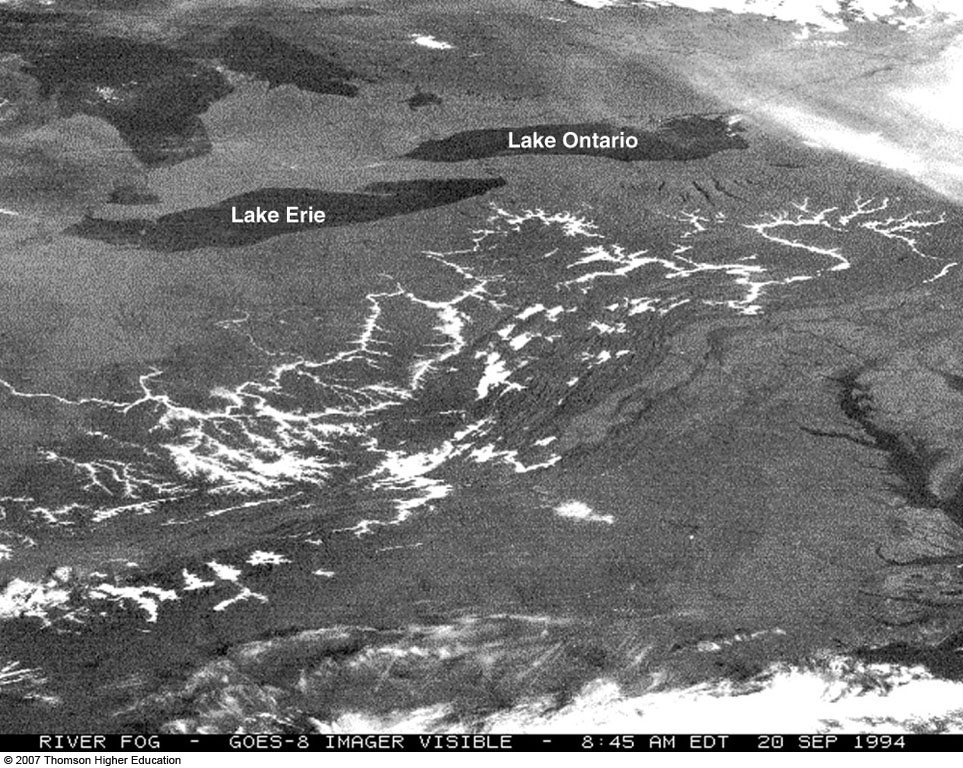 Lake Ontario
Lake Erie
RIVER FOG - GOES-8 IMAGER VISIBLE - 8:45 AM EDT 20 SEP 1994
© 2007 Thomson Higher Education